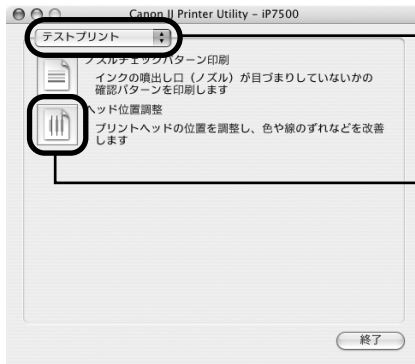 Canon IJ Printer Utility – iP7500
テストプリント
ノズルチェックパターン印刷
インクの噴出し口（ノズル）が目づまりしていないかの
確認パターンを印刷します
ヘッド位置調整
プリントヘッドの位置を調整し、色や線のずれなどを改善
します
終了